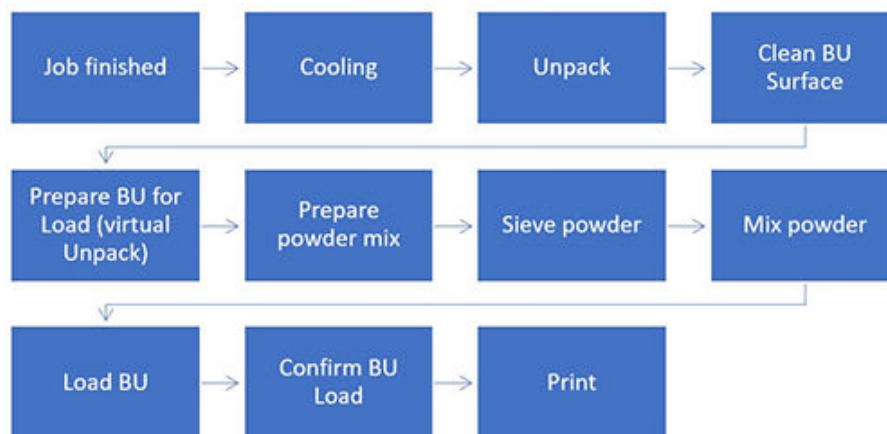 Job finished
Cooling
Unpack
Clean BU
Surface
Prepare BU for
Load (virtual
Unpack)
Prepare
powder mix
Sieve powder
Mix powder
Load BU
Confirm BU
Load
Print